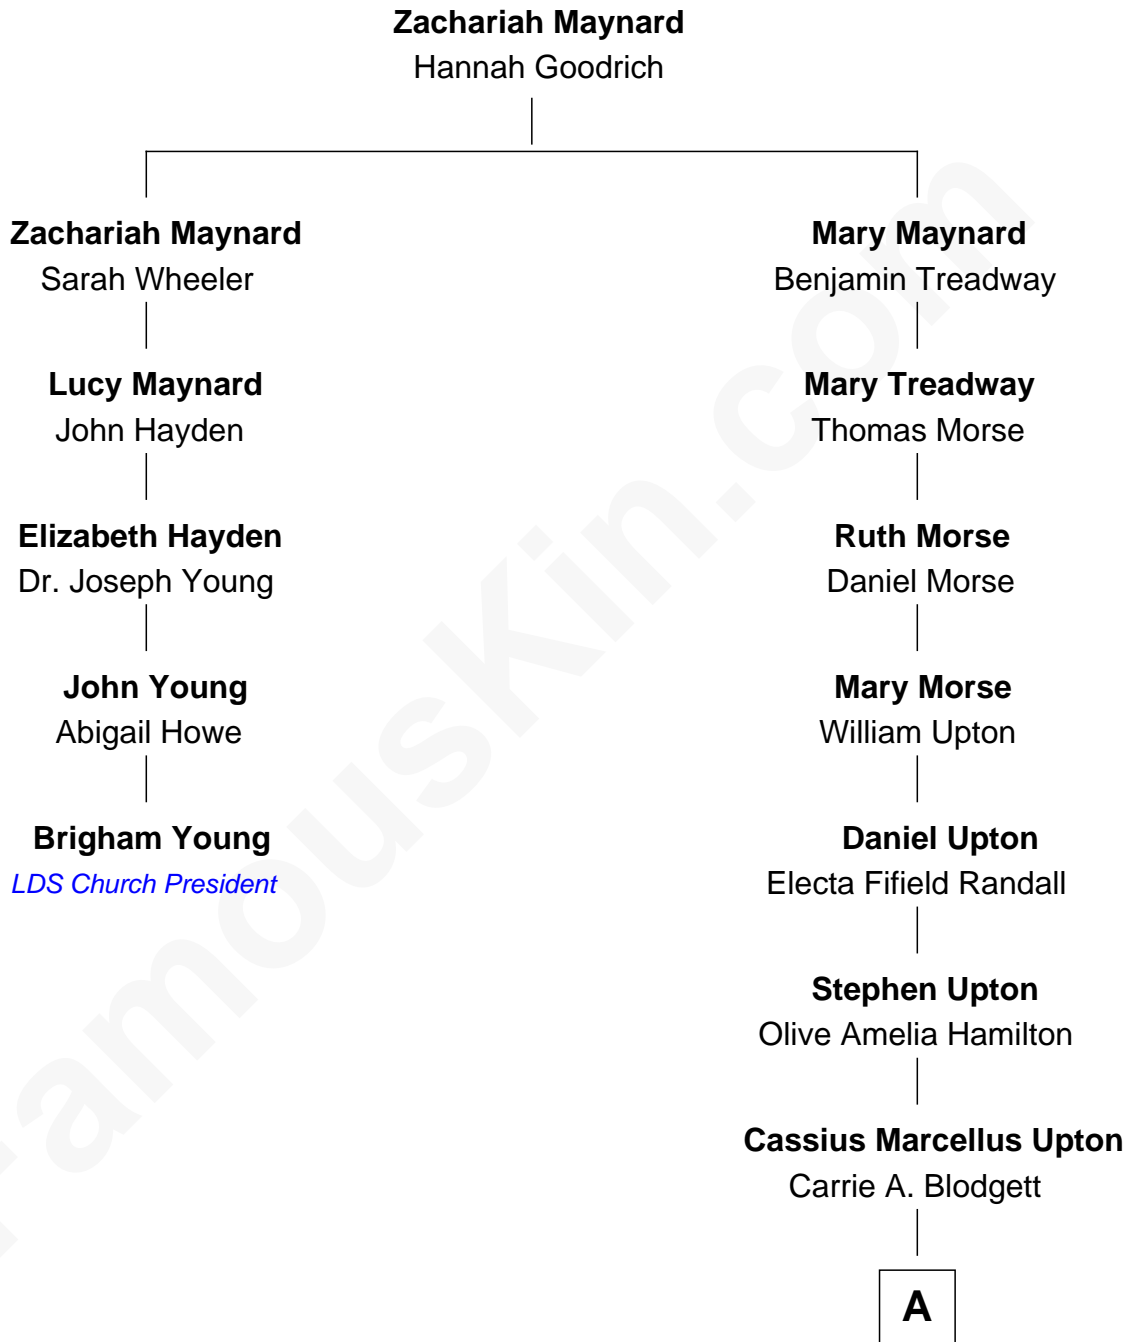 Zachariah Maynard
Hannah Goodrich
Zachariah Maynard
Sarah Wheeler
Lucy Maynard
John Hayden
Elizabeth Hayden
Dr. Joseph Young
John Young
Abigail Howe
Brigham Young
LDS Church President
Mary Maynard
Benjamin Treadway
Mary Treadway
Thomas Morse
Ruth Morse
Daniel Morse
Mary Morse
William Upton
Daniel Upton
Electa Fifield Randall
Stephen Upton
Olive Amelia Hamilton
Cassius Marcellus Upton
Carrie A. Blodgett
A
FamousKin.com